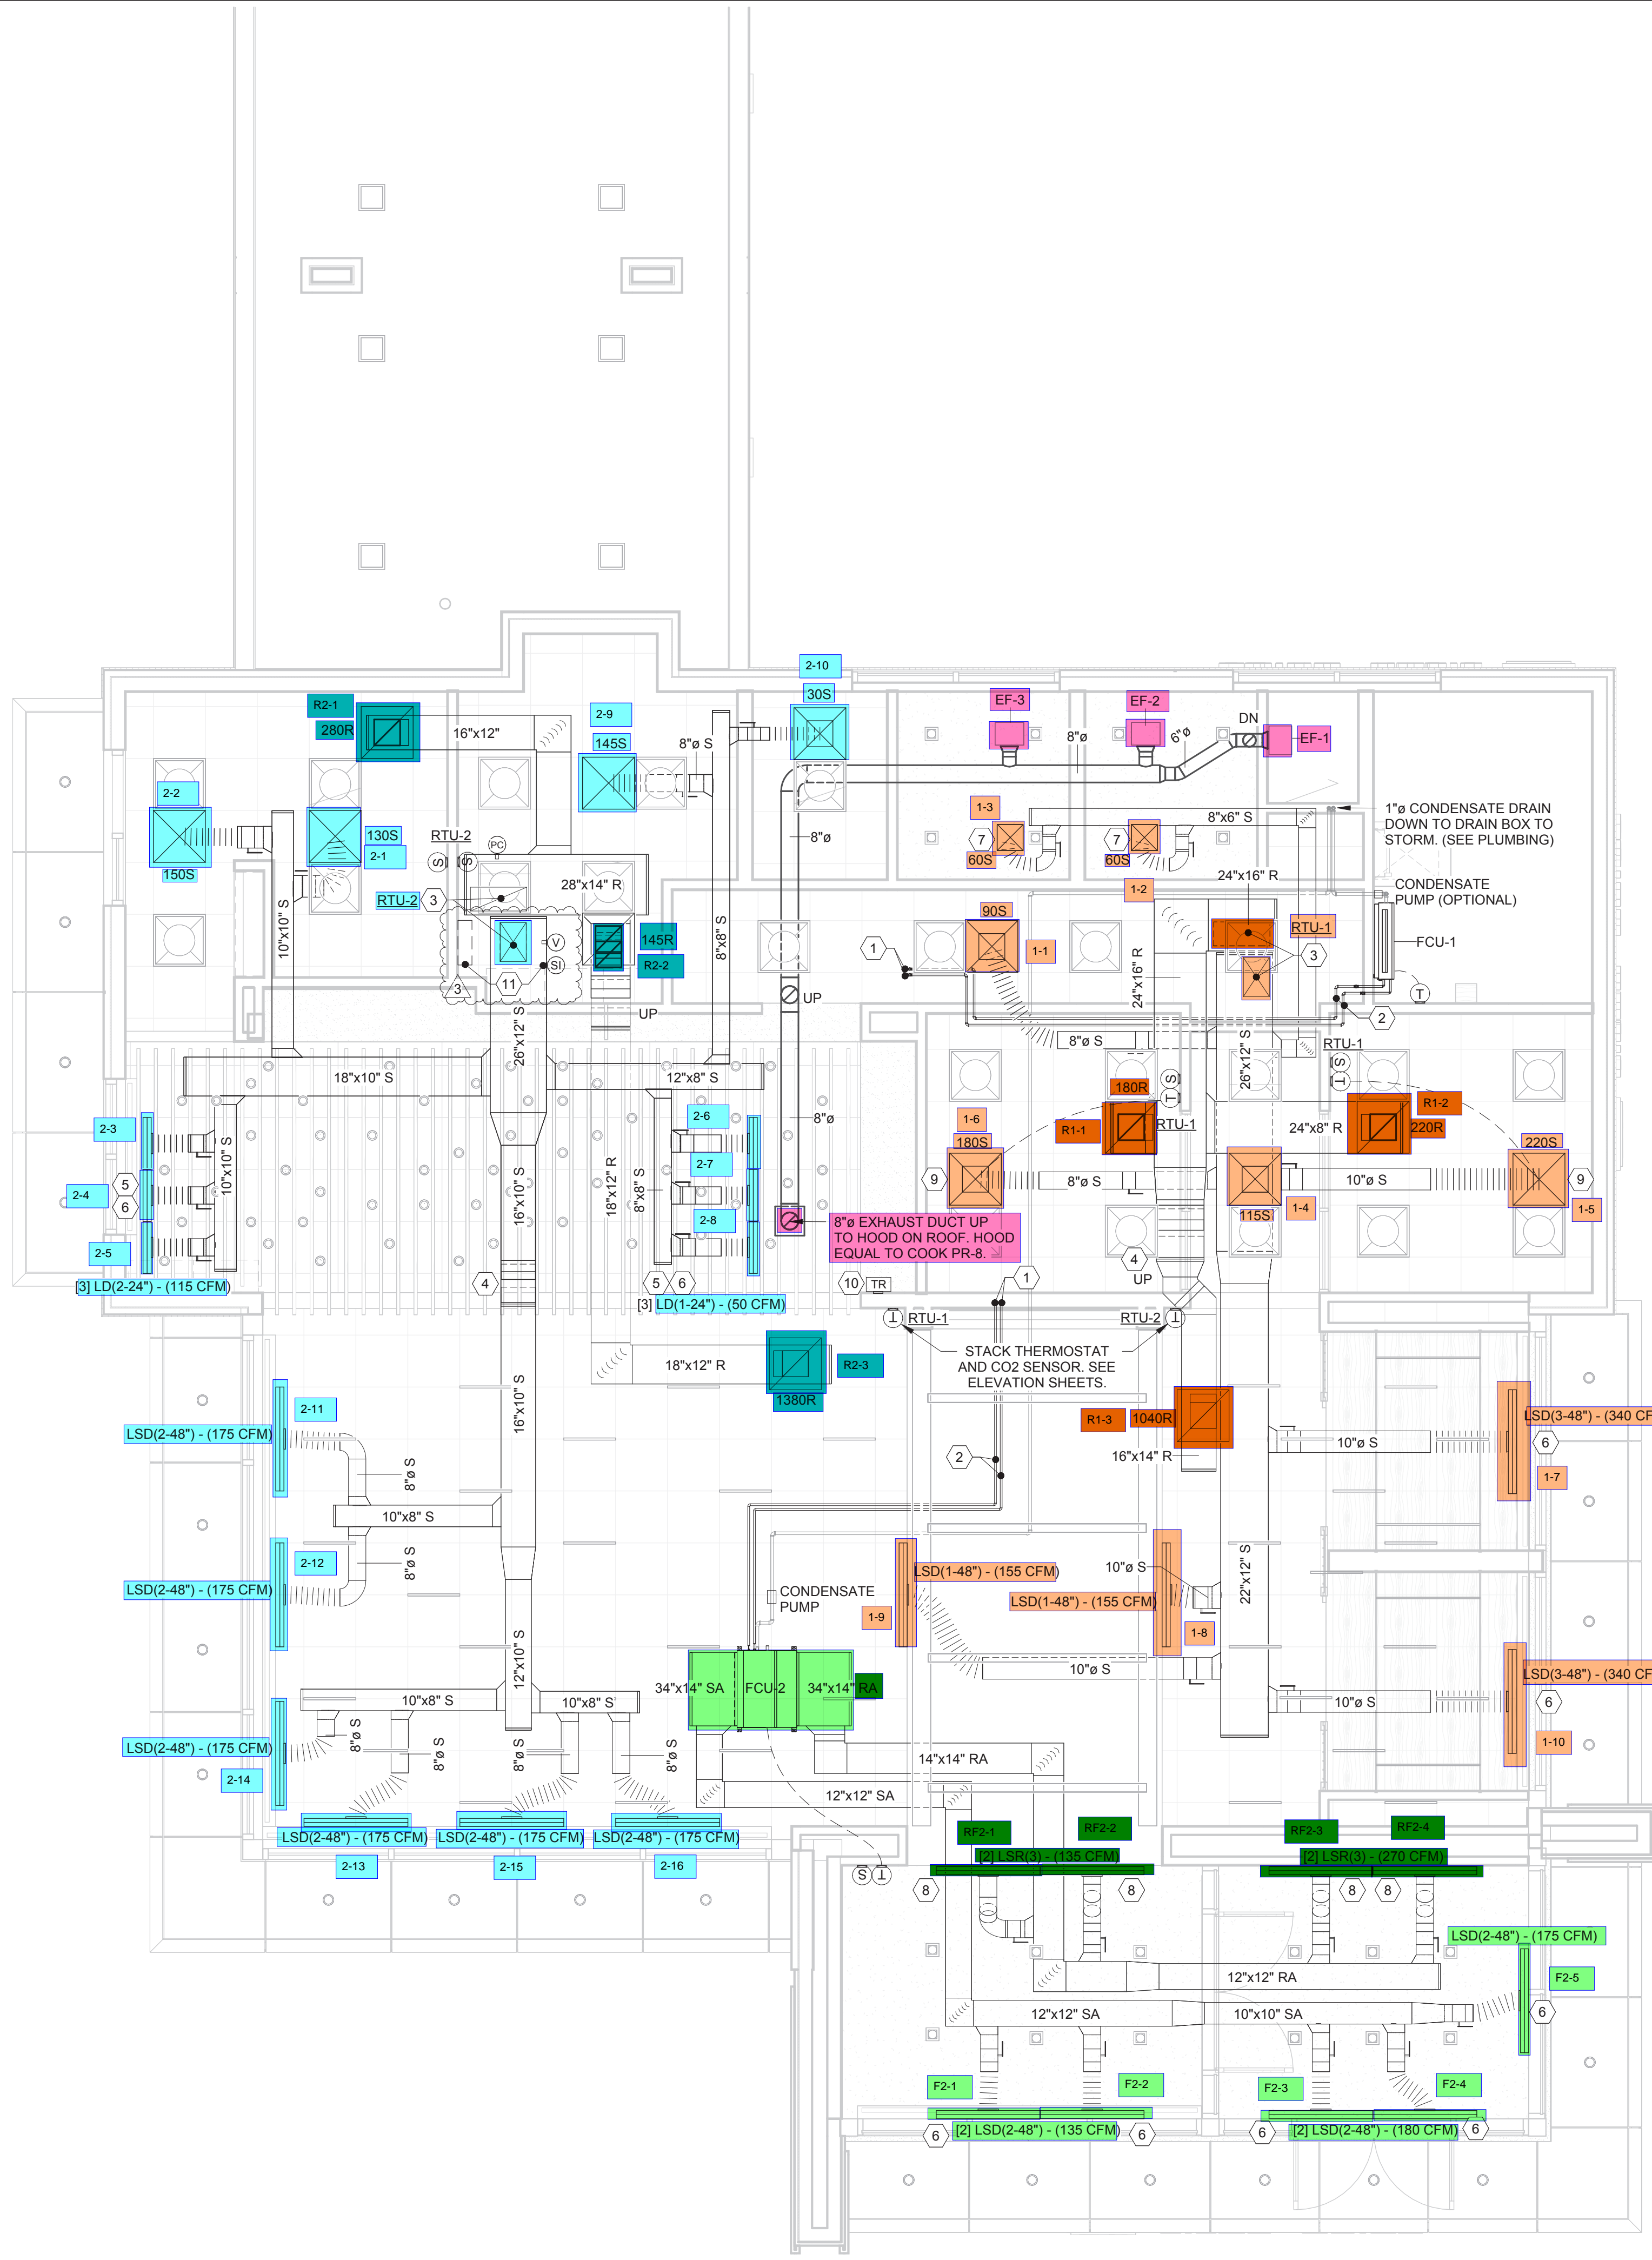 2-10
30S
R2-1
280R
16"x12"
2-9
145S
8"ø S
EF-3
EF-2
DN
EF-1
8"ø
6"ø
2-2
150S
130S
2-1
RTU-2
PC
S
S
8"ø
1-3
7
60S
7
60S
8"x6" S
1"ø CONDENSATE DRAIN
DOWN TO DRAIN BOX TO
STORM. (SEE PLUMBING)
28"x14" R
24"x16" R
RTU-2
3
1-2
CONDENSATE
PUMP (OPTIONAL)
10"x10" S
90S
RTU-1
145R
R2-2
V
SI
11
3
8"x8" S
1
1-1
3
FCU-1
24"x16" R
T
UP
UP
2
26"x12" S
8"ø S
26"x12" S
RTU-1
S
T
18"x10" S
12"x8" S
180R
S
T
R1-2
2-3
2-6
8"ø
1-6
180S
R1-1
RTU-1
24"x8" R
220R
220S
10"x10" S
16"x10" S
18"x12" R
8"x8" S
2-7
5
6
2-4
9
8"ø S
10"ø S
9
2-8
1-4
1-5
115S
2-5
8"ø EXHAUST DUCT UP
TO HOOD ON ROOF. HOOD
EQUAL TO COOK PR-8.
4
UP
[3] LD(2-24") - (115 CFM)
4
5
6
10
TR
1
[3] LD(1-24") - (50 CFM)
T
RTU-1
RTU-2
T
STACK THERMOSTAT
AND CO2 SENSOR. SEE
ELEVATION SHEETS.
18"x12" R
R2-3
1380R
16"x10" S
2-11
LSD(2-48") - (175 CFM)
R1-3
1040R
LSD(3-48") - (340 CF
10"ø S
6
16"x14" R
2
1-7
8"ø S
10"x8" S
8"ø S
2-12
LSD(2-48") - (175 CFM)
CONDENSATE
PUMP
LSD(1-48") - (155 CFM)
10"ø S
LSD(1-48") - (155 CFM)
22"x12" S
1-9
1-8
12"x10" S
10"ø S
LSD(3-48") - (340 CF
34"x14" SA
FCU-2
34"x14" RA
10"x8" S
10"x8" S
10"ø S
6
8"ø S
8"ø S
8"ø S
8"ø S
LSD(2-48") - (175 CFM)
14"x14" RA
1-10
2-14
12"x12" SA
RF2-1
RF2-2
RF2-3
RF2-4
LSD(2-48") - (175 CFM)
LSD(2-48") - (175 CFM)
LSD(2-48") - (175 CFM)
[2] LSR(3) - (135 CFM)
[2] LSR(3) - (270 CFM)
2-13
2-15
2-16
S
T
8
8
8
8
LSD(2-48") - (175 CFM)
12"x12" RA
F2-5
12"x12" SA
10"x10" SA
6
F2-1
F2-2
F2-3
F2-4
6
[2] LSD(2-48") - (135 CFM)
6
6
[2] LSD(2-48") - (180 CFM)
6